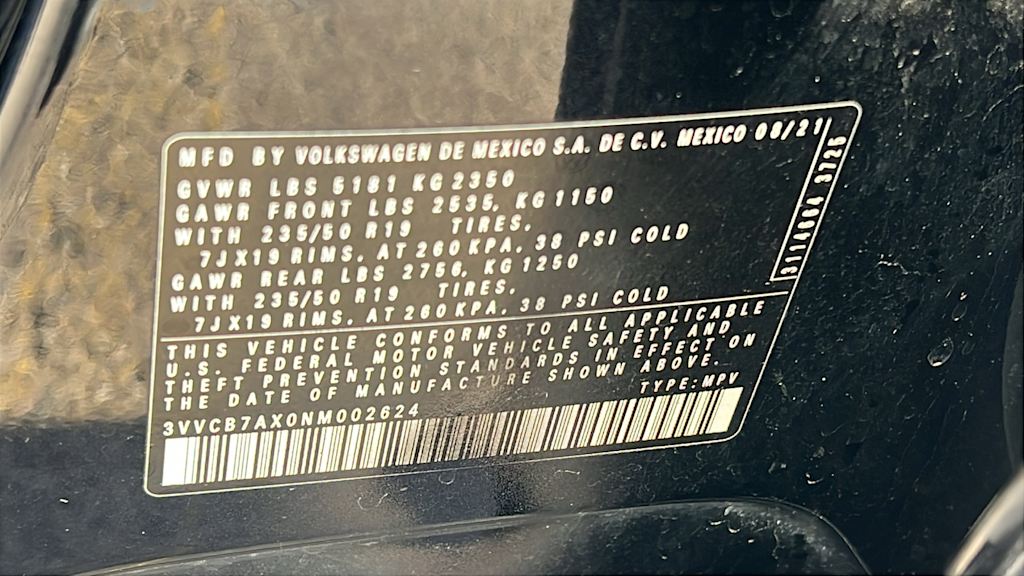 MFD BY VOLKSWAGEN DE MEXICO S.A. DE C.V. MEXICO 08/21
GVWR LBS 5181 KG 2350
GAWR FRONT LBS 2535, KG 1150
WITH 235/50 R19 TIRES,
7JX19 RIMS, AT 260 KPA, 38 PSI COLD
GAWR REAR LBS 2756, KG 1250
WITH 235/50 R19 TIRES,
7JX19 RIMS, AT 260 KPA, 38 PSI COLD
THIS VEHICLE CONFORMS TO ALL APPLICABLE
U.S. FEDERAL MOTOR VEHICLE SAFETY AND
THEFT PREVENTION STANDARDS IN EFFECT ON
THE DATE OF MANUFACTURE SHOWN ABOVE.
3VVCB7AX0NM002624 TYPE:MPV
3114664 3726